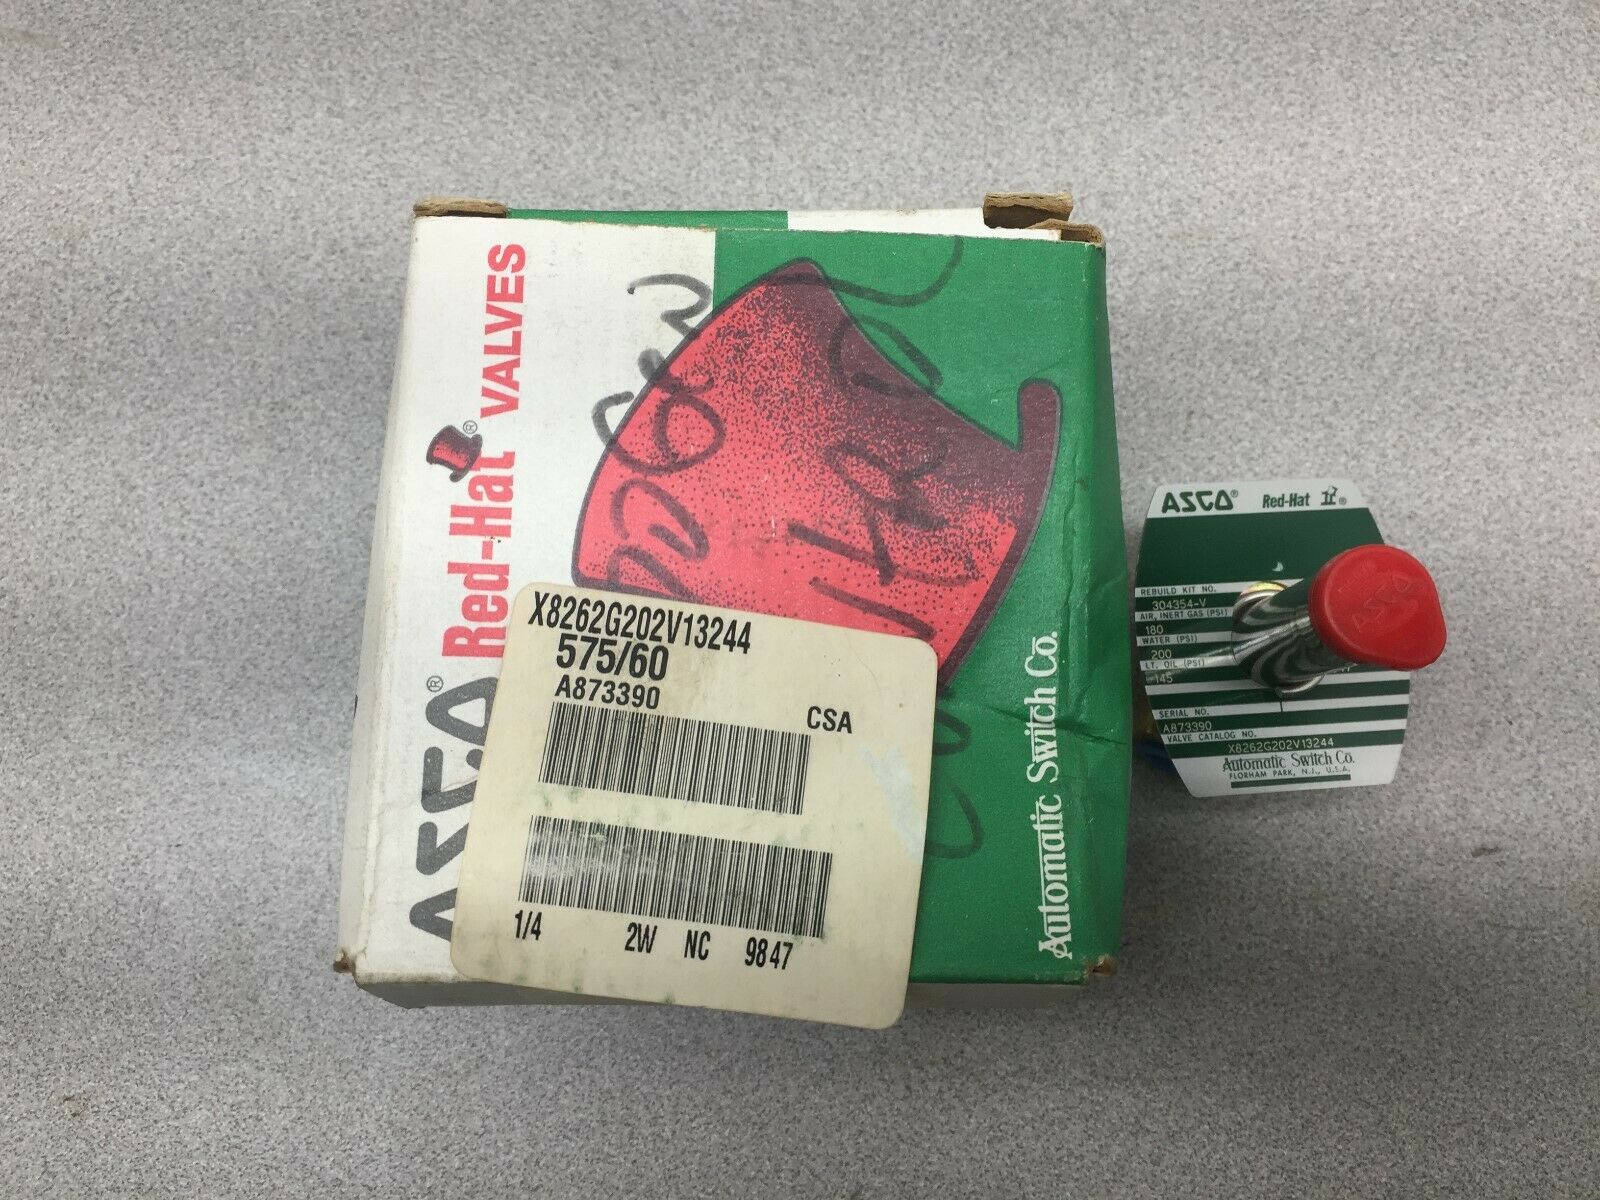 ASCO® Red-Hat® VALVES
Automatic Switch Co.
X8262G202V13244
575/60
A873390
CSA
1/4 2W NC 9847
ASCO® Red-Hat II®
REBUILD KIT NO.
304354-V
AIR, INERT GAS (PSI)
180
WATER (PSI)
200
LT. OIL (PSI)
145
SERIAL NO.
A873390
VALVE CATALOG NO.
X8262G202V13244
Automatic Switch Co.
FLORHAM PARK, N.J., U.S.A.
ASCO